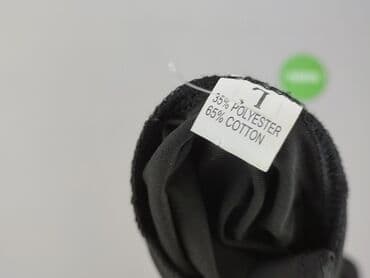 L
35% POLYESTER
65% COTTON